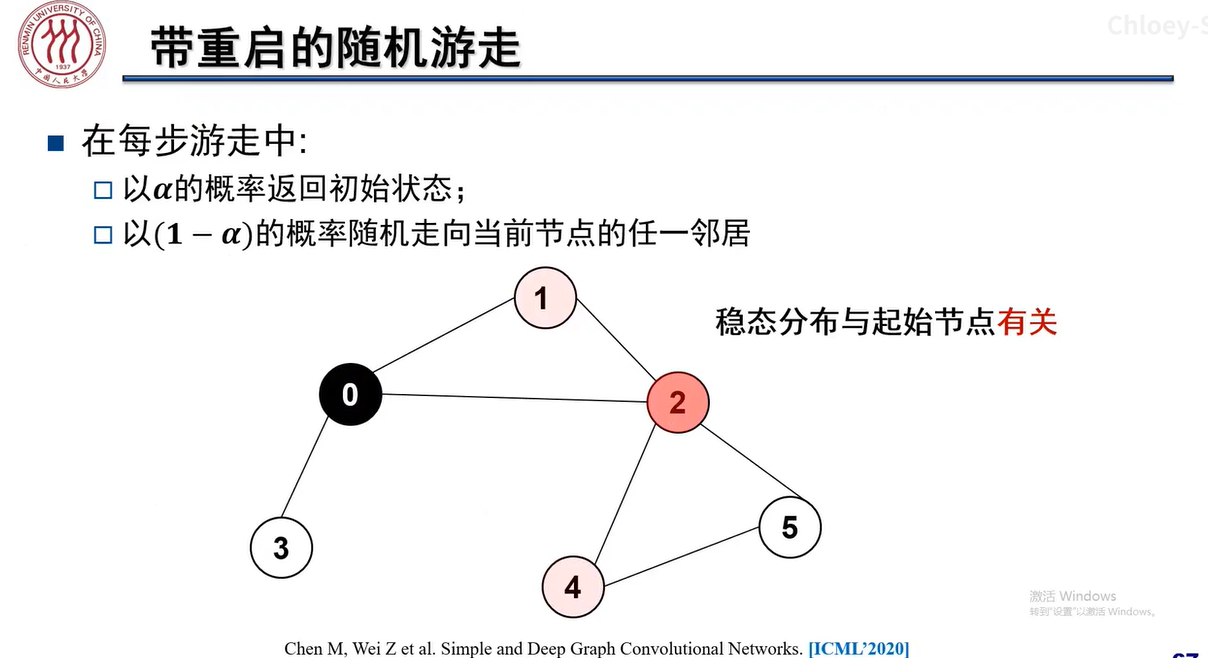 Chloey-S
RENMIN UNIVERSITY OF CHINA
1937
中国人民大学
带重启的随机游走
在每步游走中:
以α的概率返回初始状态；
以(1 − α)的概率随机走向当前节点的任一邻居
1
稳态分布与起始节点有关
0
2
5
3
4
激活 Windows
转到"设置"以激活 Windows。
Chen M, Wei Z et al. Simple and Deep Graph Convolutional Networks. [ICML'2020]